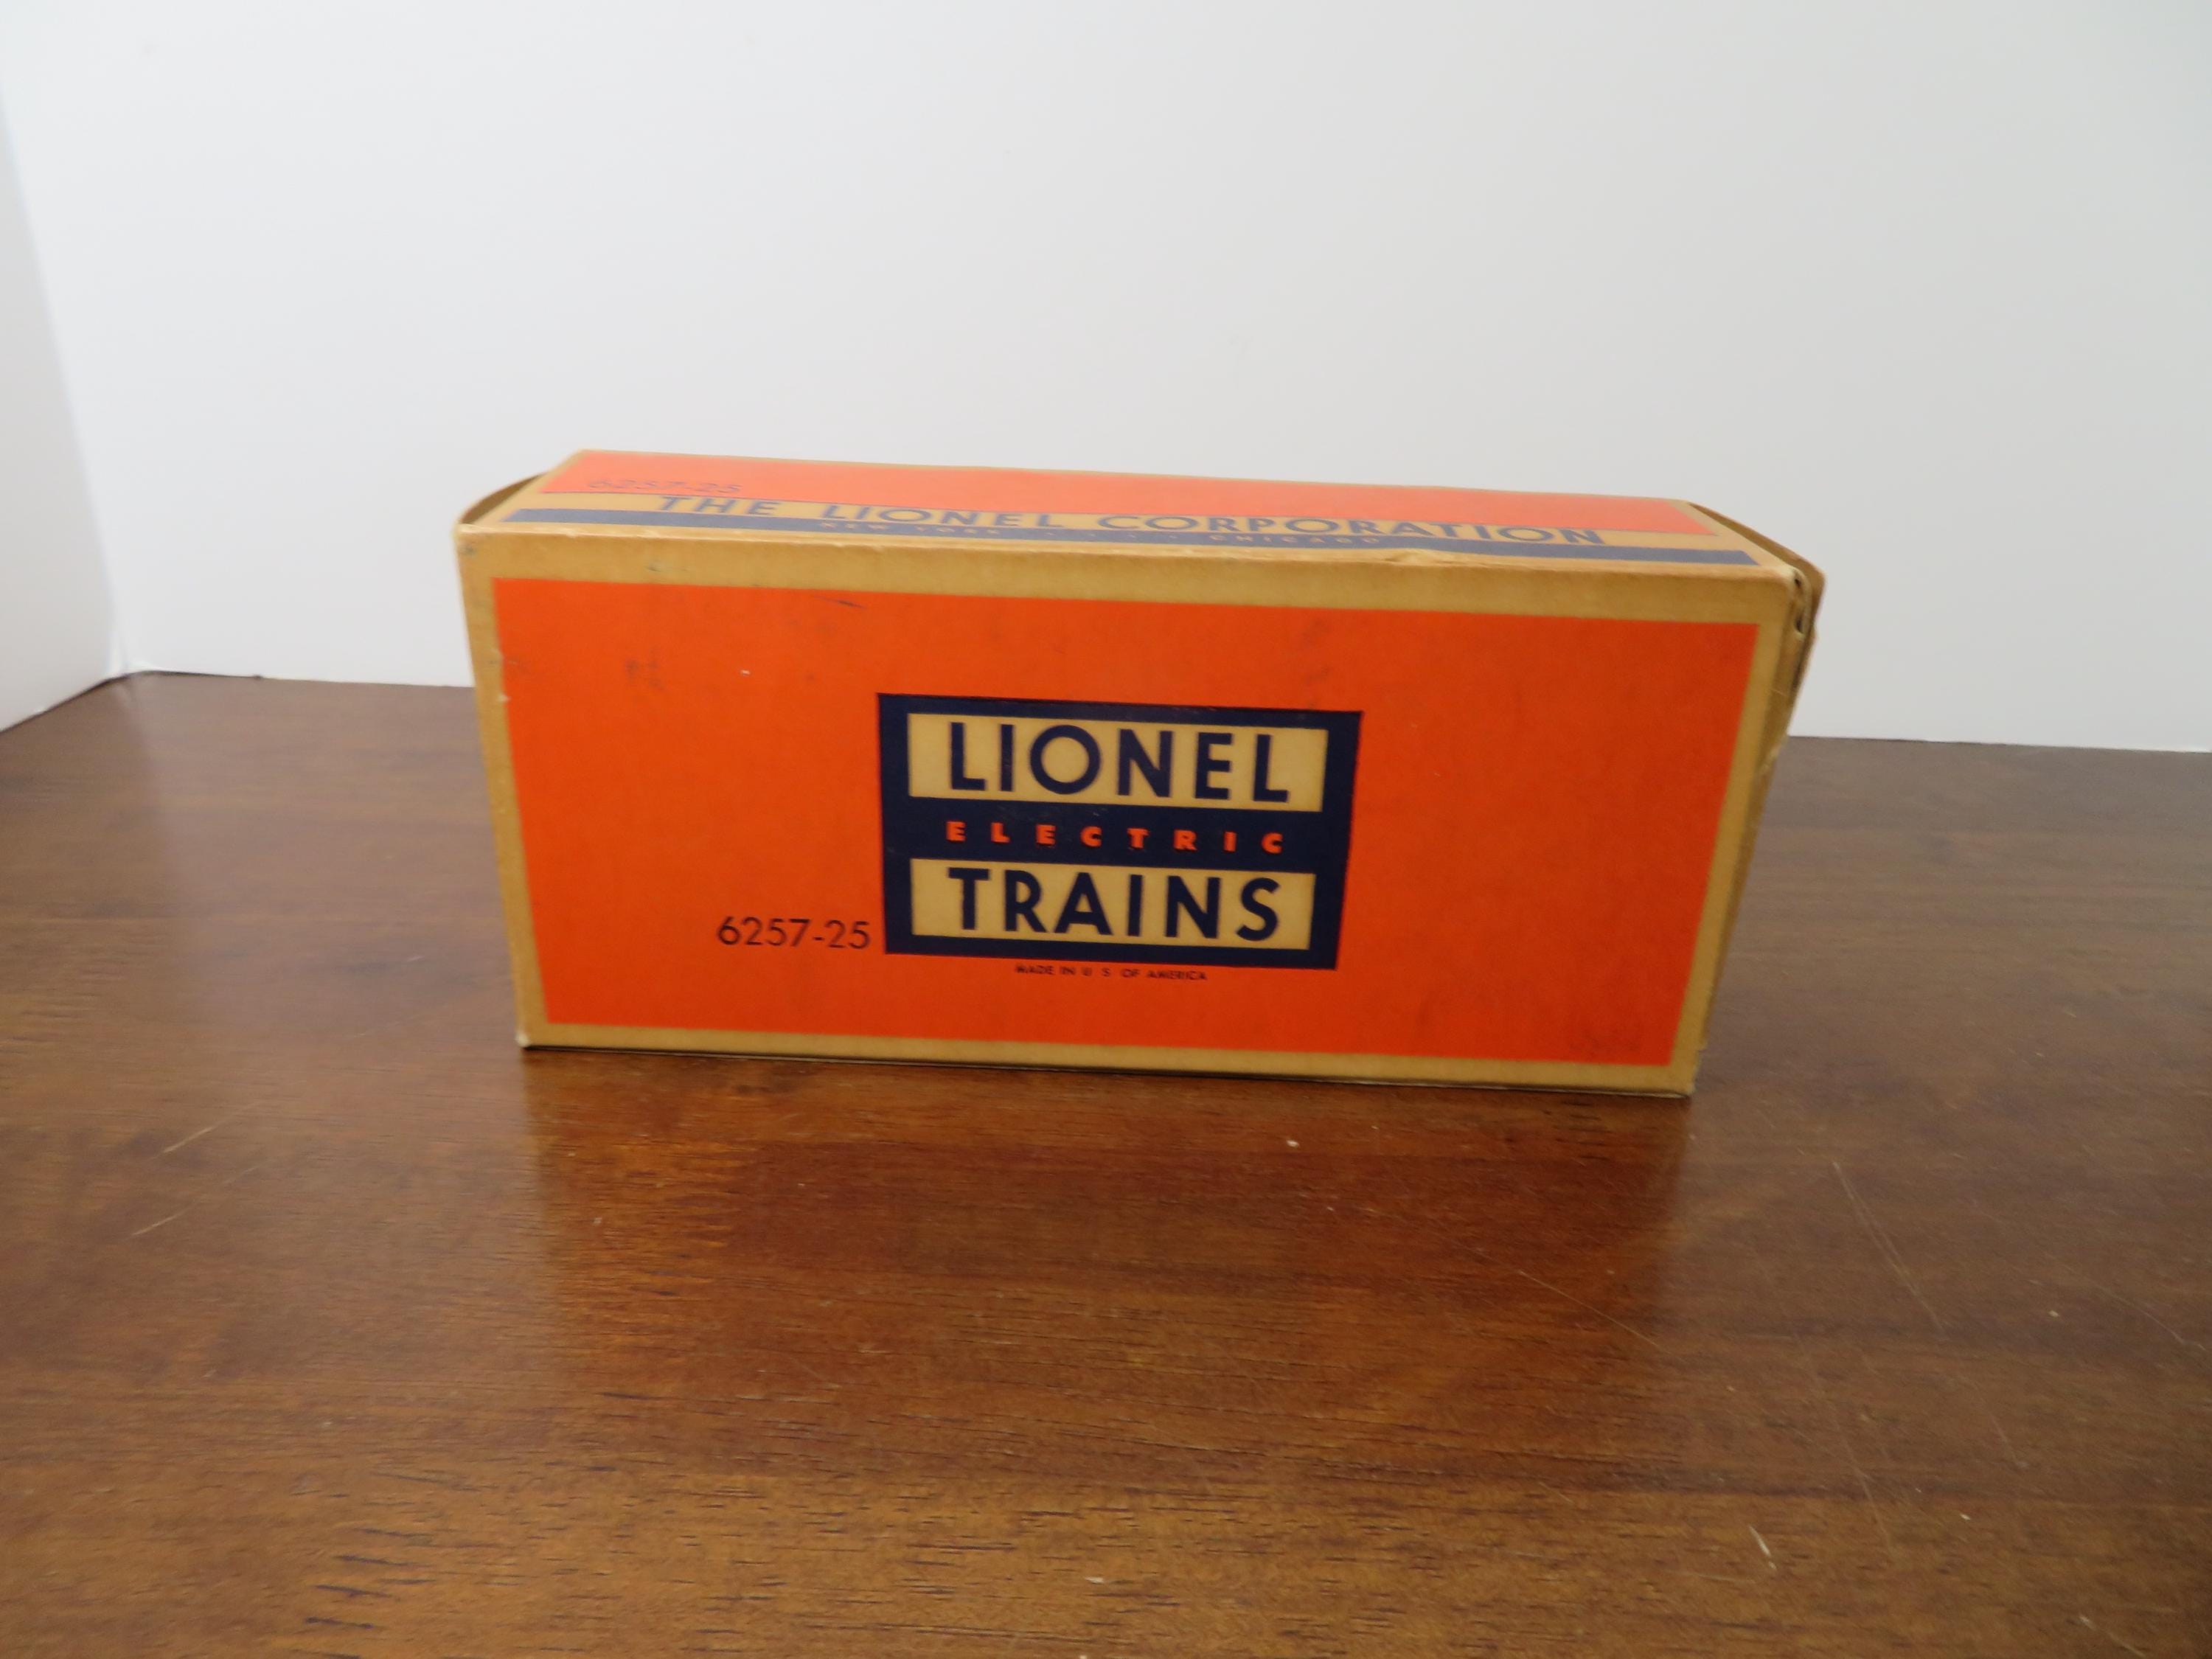 6257-25
THE LIONEL CORPORATION
NEW YORK · · · · · CHICAGO
LIONEL
ELECTRIC
TRAINS
6257-25
MADE IN U S OF AMERICA